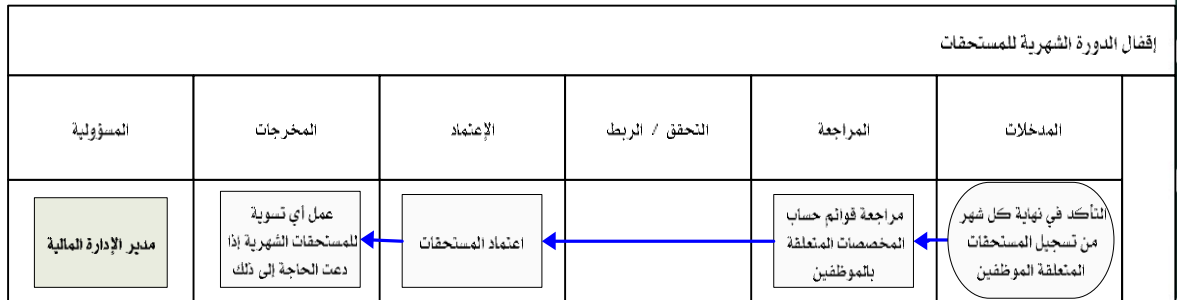 إقفال الدورة الشهرية للمستحقات
المدخلات
المراجعة
التحقق / الربط
الإعتماد
المخرجات
المسؤولية
التأكد في نهاية كل شهر
من تسجيل المستحقات
المتعلقة الموظفين
مراجعة قوائم حساب
المخصصات المتعلقة
بالموظفين
اعتماد المستحقات
عمل أي تسوية
للمستحقات الشهرية إذا
دعت الحاجة إلى ذلك
مدير الإدارة المالية